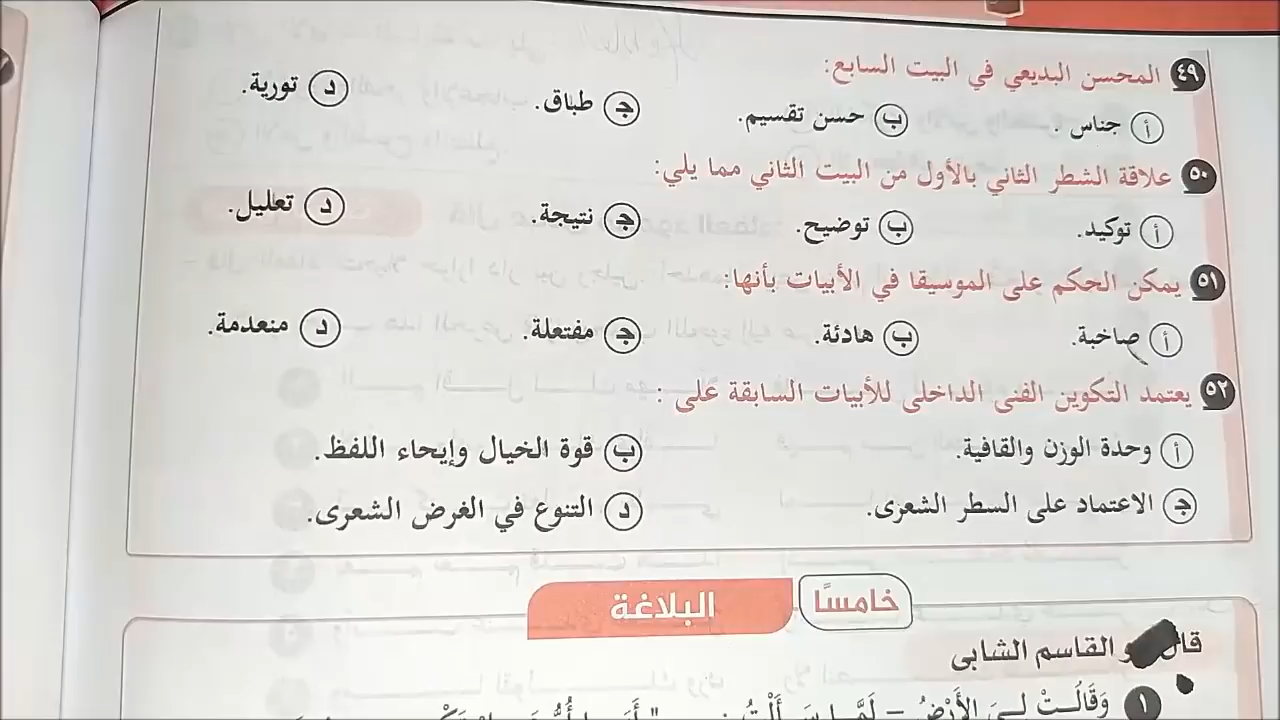 ٤٩ المحسن البديعي في البيت السابع:
أ جناس . ب حسن تقسيم. ج طباق. د تورية.
٥٠ علاقة الشطر الثاني بالأول من البيت الثاني مما يلي:
أ توكيد. ب توضيح. ج نتيجة. د تعليل.
٥١ يمكن الحكم على الموسيقا في الأبيات بأنها:
أ صاخبة. ب هادئة. ج مفتعلة. د منعدمة.
٥٢ يعتمد التكوين الفنى الداخلى للأبيات السابقة على :
أ وحدة الوزن والقافية. ب قوة الخيال وإيحاء اللفظ.
ج الاعتماد على السطر الشعرى. د التنوع في الغرض الشعرى.
خامسًا البلاغة
قال القاسم الشابى
١ وَقَالَتْ لِيَ الأَرْضُ - لَمَّا